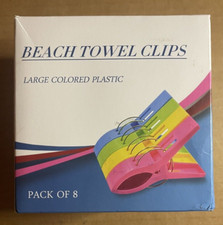 BEACH TOWEL CLIPS
LARGE COLORED PLASTIC
PACK OF 8